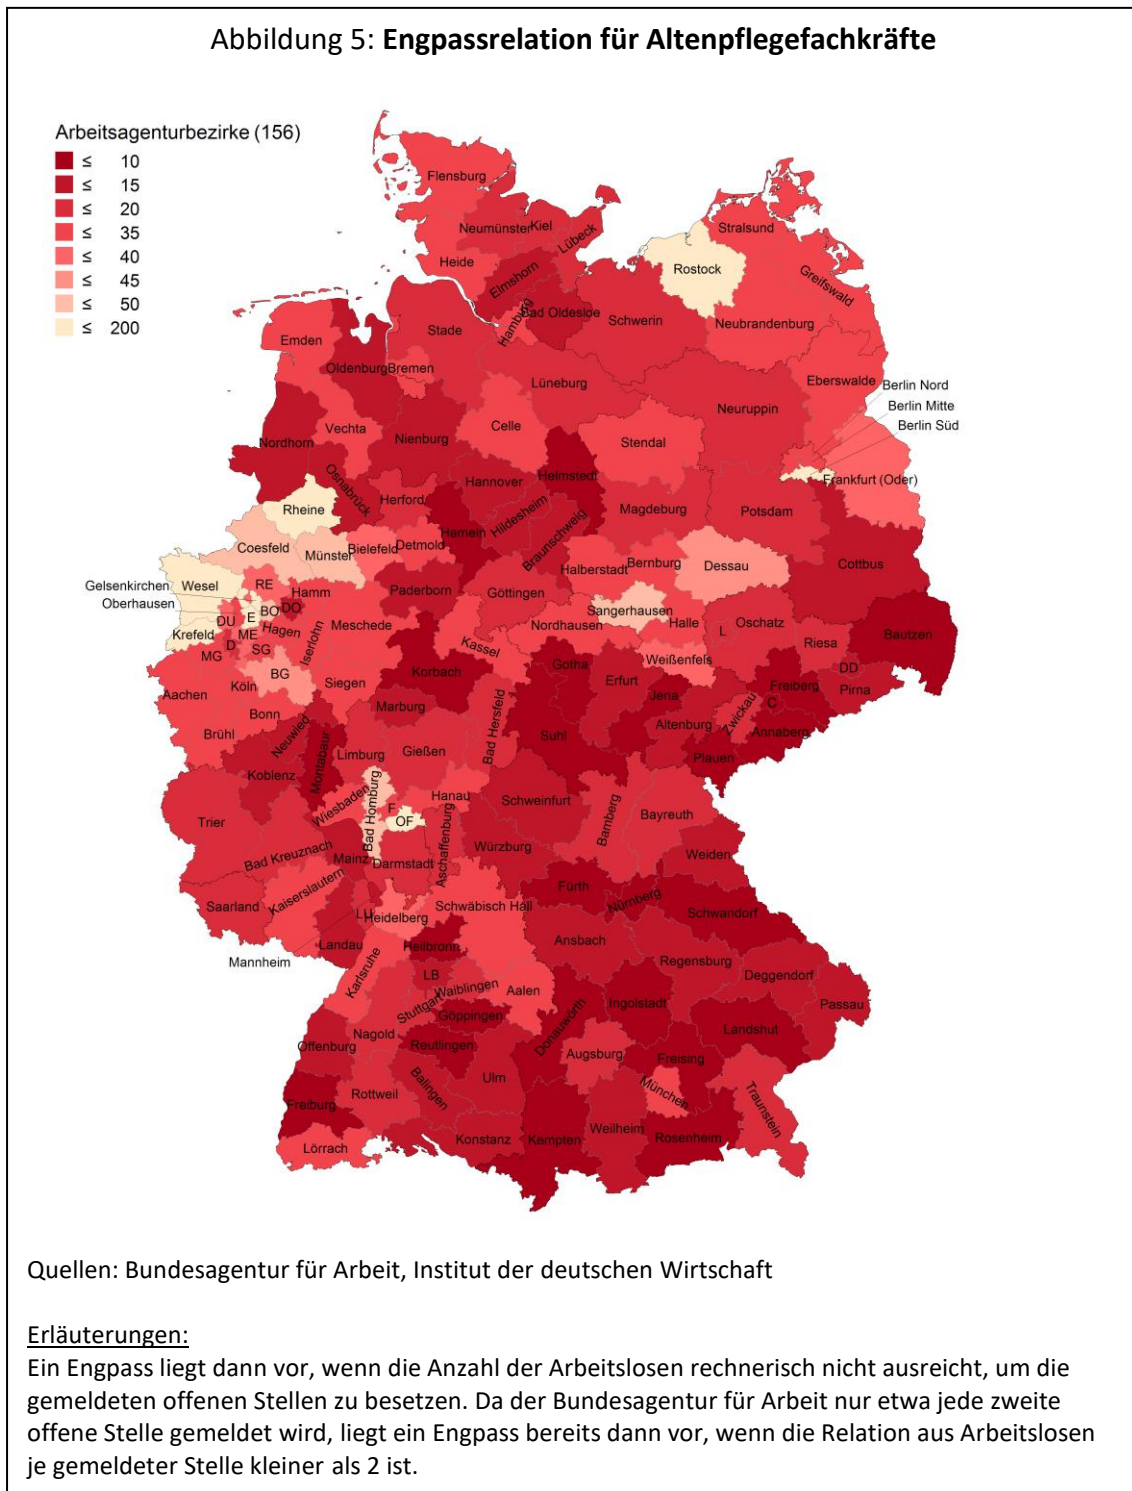 Abbildung 5: Engpassrelation für Altenpflegefachkräfte
Arbeitsagenturbezirke (156)
≤ 10
≤ 15
≤ 20
≤ 35
≤ 40
≤ 45
≤ 50
≤ 200
Flensburg
Neumünster
Kiel
Lübeck
Heide
Elmshorn
Hamburg
Bad Oldesloe
Stralsund
Rostock
Greifswald
Schwerin
Neubrandenburg
Emden
Stade
Oldenburg
Bremen
Lüneburg
Eberswalde
Berlin Nord
Berlin Mitte
Berlin Süd
Neuruppin
Nordhorn
Vechta
Nienburg
Celle
Stendal
Osnabrück
Hannover
Helmstedt
Frankfurt (Oder)
Rheine
Herford
Hameln
Hildesheim
Braunschweig
Magdeburg
Potsdam
Coesfeld
Münster
Bielefeld
Detmold
Halberstadt
Bernburg
Dessau
Cottbus
Gelsenkirchen
Oberhausen
Wesel
RE
Hamm
Paderborn
Göttingen
Sangerhausen
Krefeld
DU
E
BO
DO
Hagen
ME
D
SG
MG
Iserlohn
Meschede
Kassel
Nordhausen
Halle
L
Oschatz
Riesa
Bautzen
Weißenfels
Aachen
Köln
BG
Siegen
Korbach
Gotha
Erfurt
Jena
Freiberg
DD
Pirna
Bonn
Brühl
Neuwied
Marburg
Bad Hersfeld
Altenburg
Zwickau
C
Annaberg
Koblenz
Montabaur
Limburg
Gießen
Suhl
Plauen
Trier
Wiesbaden
Bad Homburg
F
OF
Hanau
Aschaffenburg
Schweinfurt
Bamberg
Bayreuth
Bad Kreuznach
Mainz
Darmstadt
Würzburg
Weiden
Saarland
Kaiserslautern
LU
Heidelberg
Schwäbisch Hall
Fürth
Nürnberg
Schwandorf
Landau
Mannheim
Heilbronn
Ansbach
Regensburg
Karlsruhe
LB
Waiblingen
Aalen
Deggendorf
Stuttgart
Göppingen
Donauwörth
Ingolstadt
Passau
Nagold
Landshut
Offenburg
Reutlingen
Augsburg
Freising
Balingen
Ulm
München
Freiburg
Rottweil
Traunstein
Konstanz
Kempten
Weilheim
Rosenheim
Lörrach
Quellen: Bundesagentur für Arbeit, Institut der deutschen Wirtschaft
Erläuterungen:
Ein Engpass liegt dann vor, wenn die Anzahl der Arbeitslosen rechnerisch nicht ausreicht, um die
gemeldeten offenen Stellen zu besetzen. Da der Bundesagentur für Arbeit nur etwa jede zweite
offene Stelle gemeldet wird, liegt ein Engpass bereits dann vor, wenn die Relation aus Arbeitslosen
je gemeldeter Stelle kleiner als 2 ist.